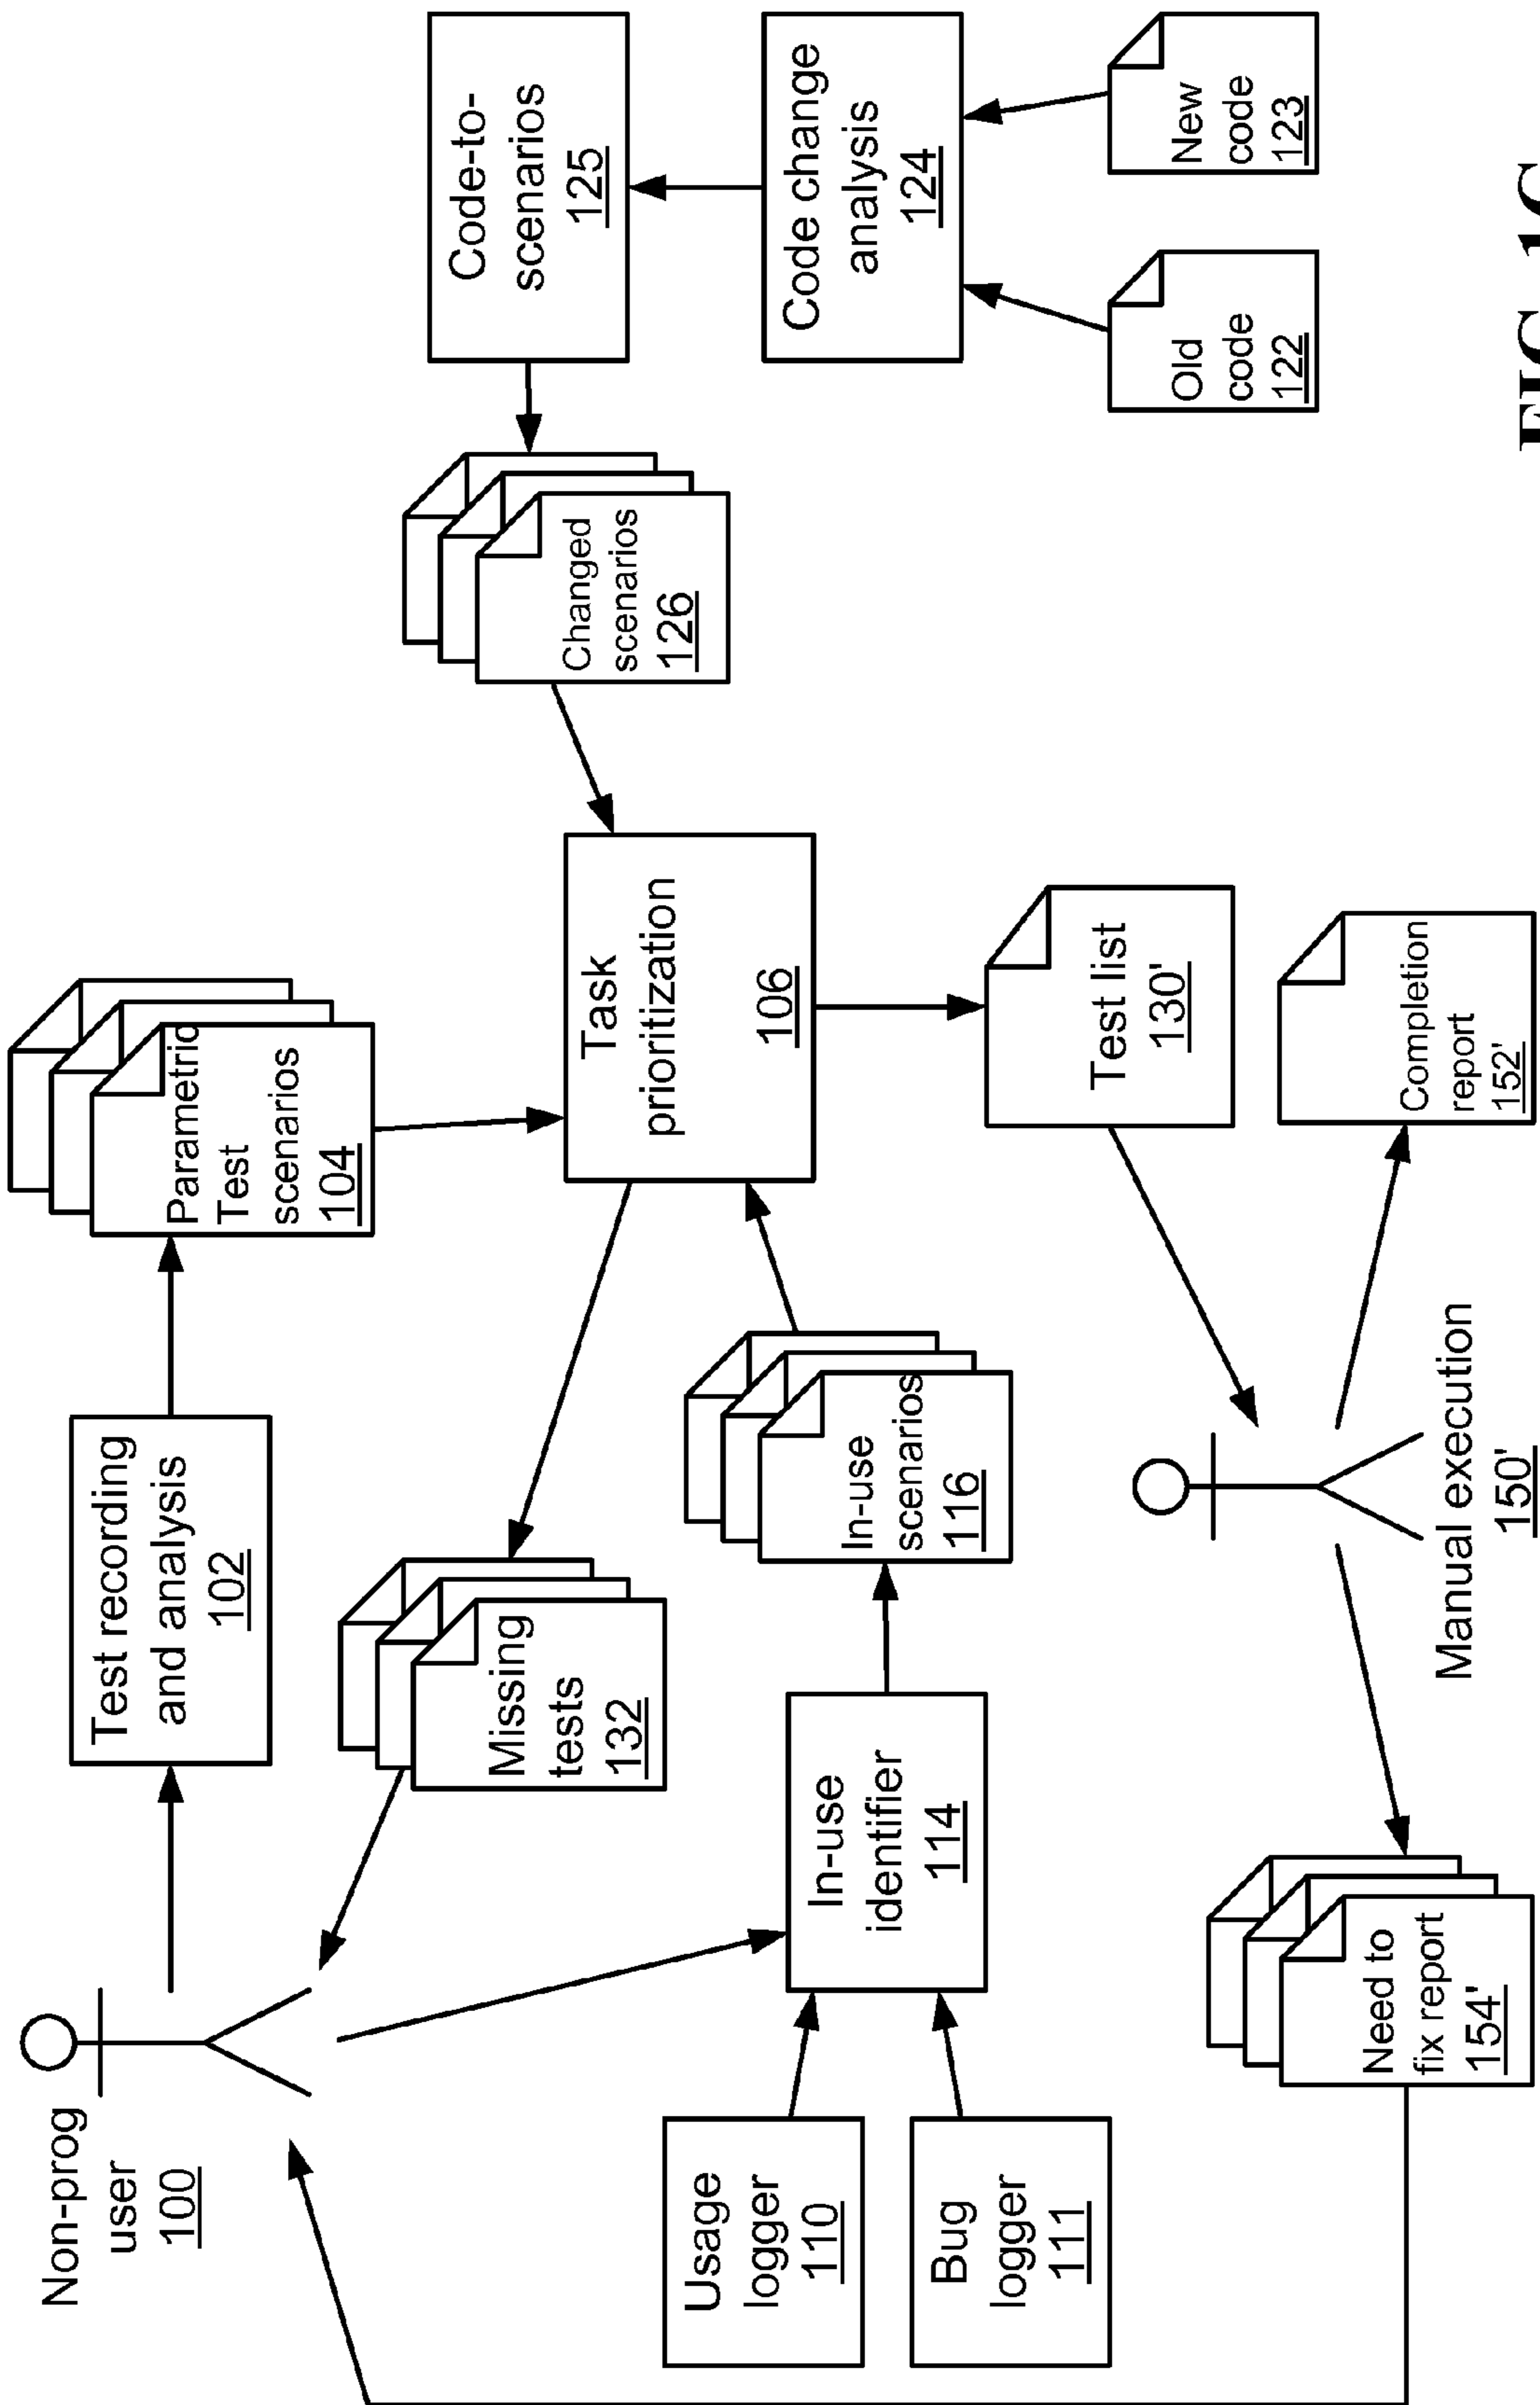 Non-prog
user
100
Test recording
and analysis
102
Parametric
Test
scenarios
104
Missing
tests
132
Usage
logger
110
Bug
logger
111
In-use
identifier
114
In-use
scenarios
116
Task
prioritization
106
Changed
scenarios
126
Code-to-
scenarios
125
Code change
analysis
124
Old
code
122
New
code
123
Test list
130'
Need to
fix report
154'
Manual execution
150'
Completion
report
152'
FIG. 1C